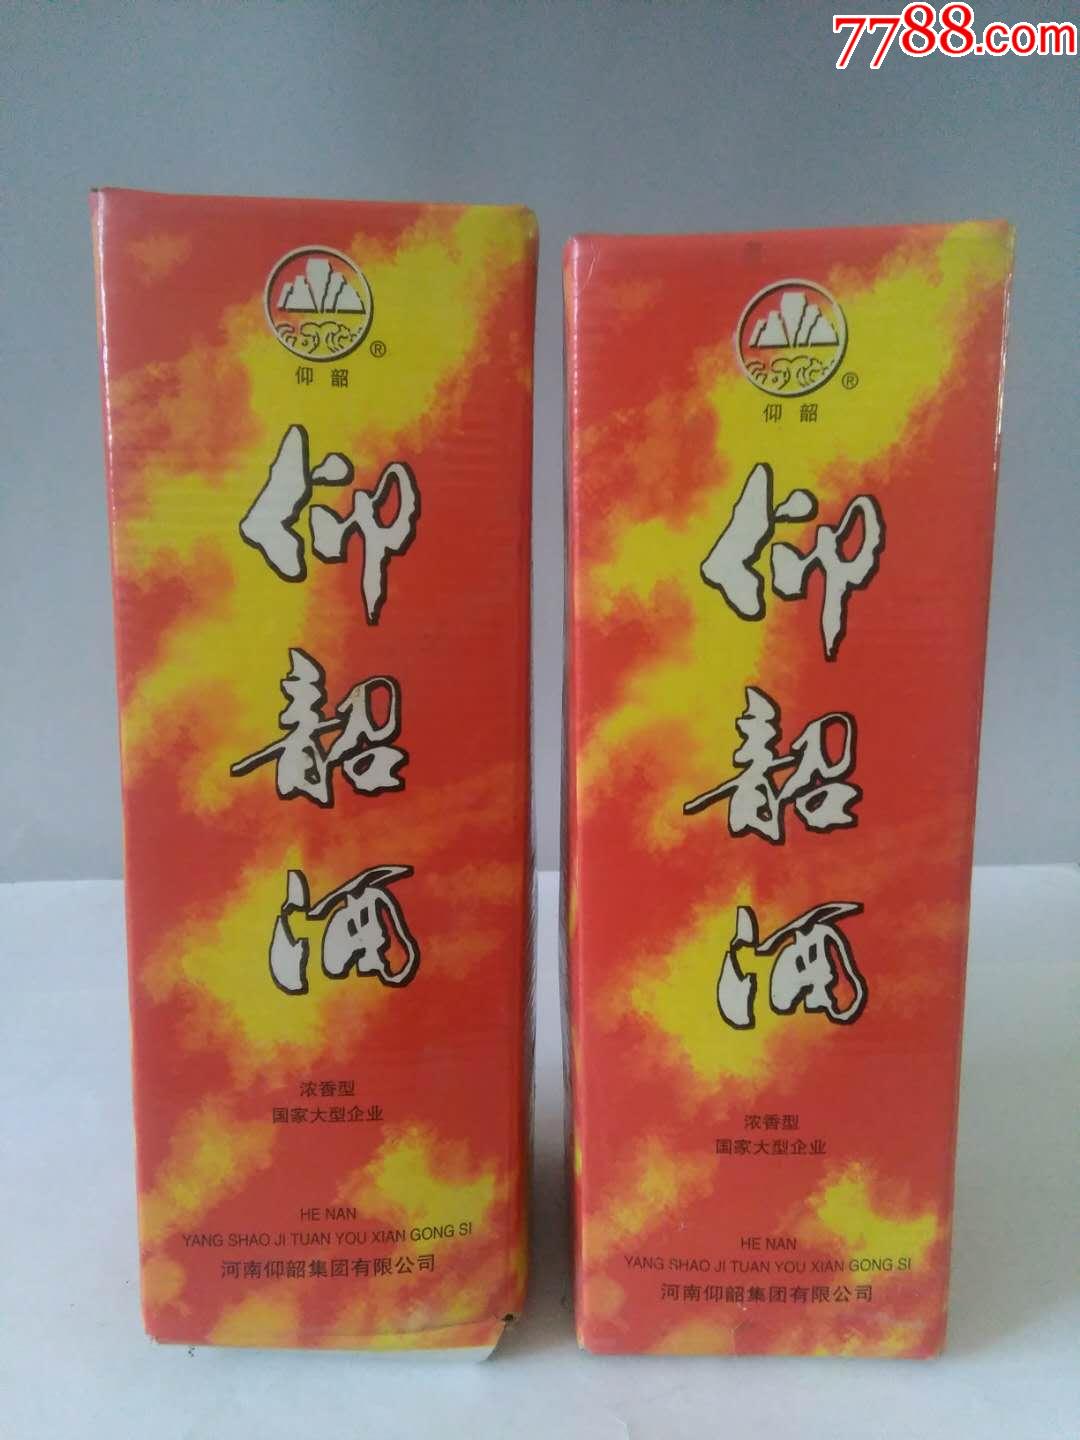 7788.com
®
仰韶
仰韶酒
浓香型
国家大型企业
HE NAN
YANG SHAO JI TUAN YOU XIAN GONG SI
河南仰韶集团有限公司
®
仰韶
仰韶酒
浓香型
国家大型企业
HE NAN
YANG SHAO JI TUAN YOU XIAN GONG SI
河南仰韶集团有限公司